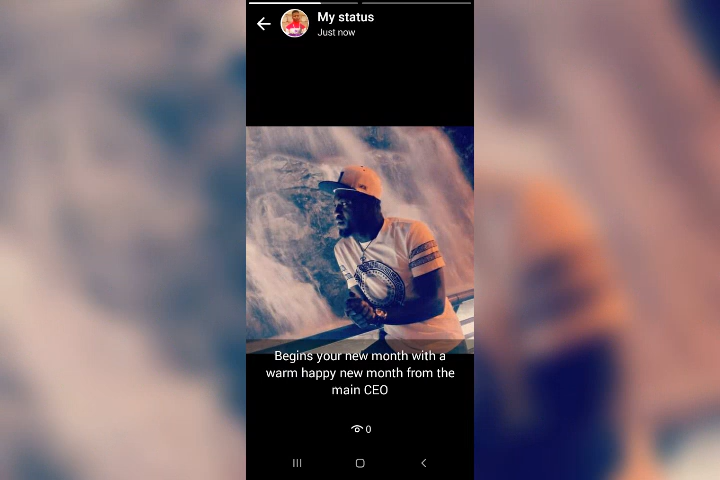 My status
Just now
Begins your new month with a
warm happy new month from the
main CEO
0